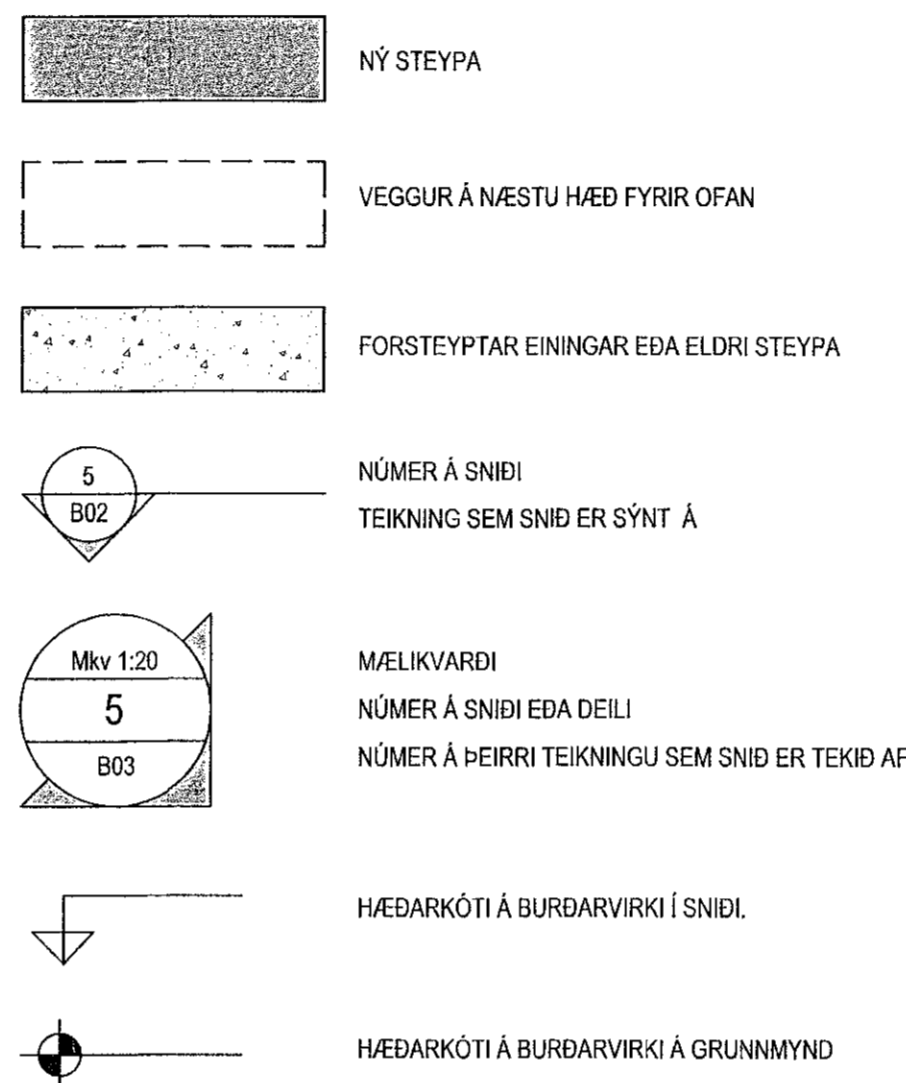 NÝ STEYPA
VEGGUR Á NÆSTU HÆÐ FYRIR OFAN
FORSTEYPTAR EININGAR EÐA ELDRI STEYPA
5
B02
NÚMER Á SNIÐI
TEIKNING SEM SNIÐ ER SÝNT Á
Mkv 1:20
5
B03
MÆLIKVARÐI
NÚMER Á SNIÐI EÐA DEILI
NÚMER Á ÞEIRRI TEIKNINGU SEM SNIÐ ER TEKIÐ AF
HÆÐARKÓTI Á BURÐARVIRKI Í SNIÐI.
HÆÐARKÓTI Á BURÐARVIRKI Á GRUNNMYND